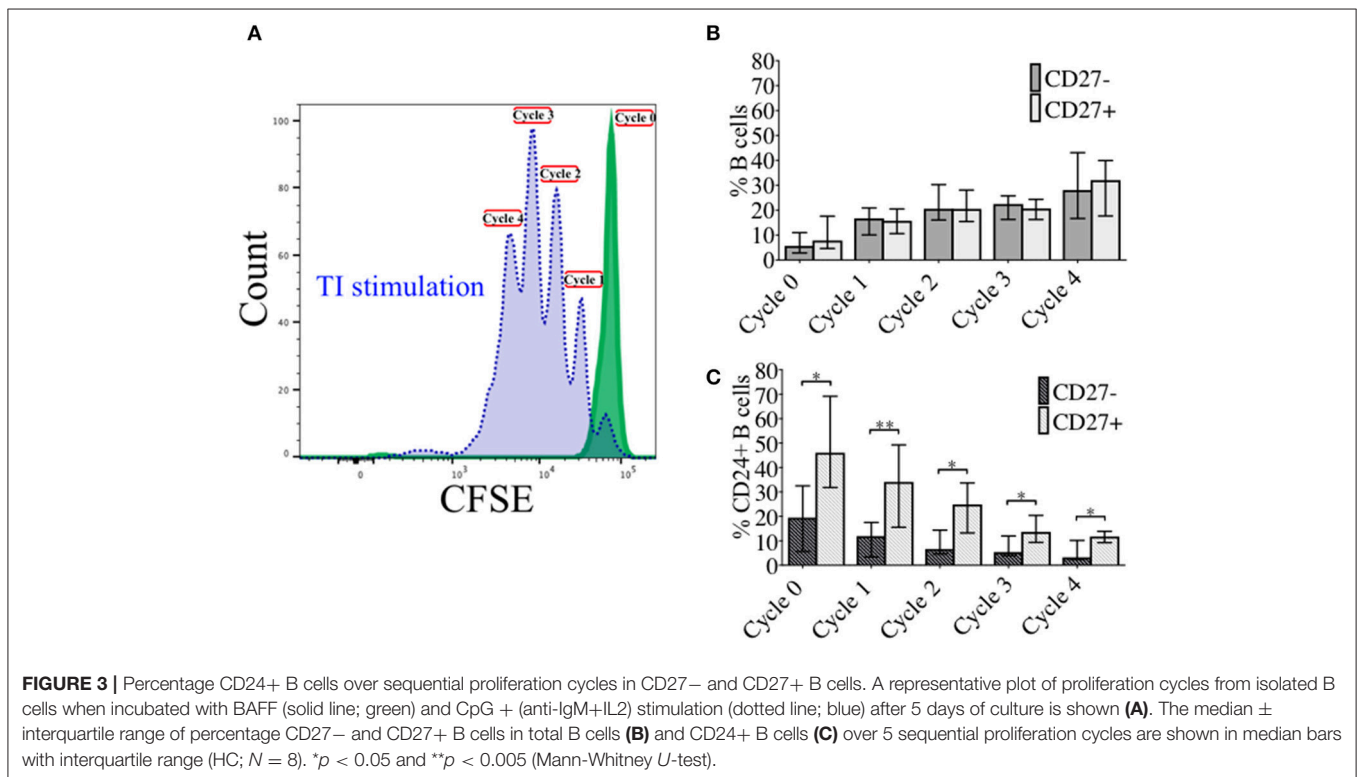 A
Count
100
80
60
40
20
0
Cycle 3
Cycle 0
Cycle 2
Cycle 4
Cycle 1
TI stimulation
0
10^3
10^4
10^5
CFSE
B
% B cells
80
70
60
50
40
30
20
10
0
CD27-
CD27+
Cycle 0
Cycle 1
Cycle 2
Cycle 3
Cycle 4
C
% CD24+ B cells
80
70
60
50
40
30
20
10
0
*
**
*
*
*
CD27-
CD27+
Cycle 0
Cycle 1
Cycle 2
Cycle 3
Cycle 4
FIGURE 3 | Percentage CD24+ B cells over sequential proliferation cycles in CD27− and CD27+ B cells. A representative plot of proliferation cycles from isolated B
cells when incubated with BAFF (solid line; green) and CpG + (anti-IgM+IL2) stimulation (dotted line; blue) after 5 days of culture is shown (A). The median ±
interquartile range of percentage CD27− and CD27+ B cells in total B cells (B) and CD24+ B cells (C) over 5 sequential proliferation cycles are shown in median bars
with interquartile range (HC; N = 8). *p < 0.05 and **p < 0.005 (Mann-Whitney U-test).